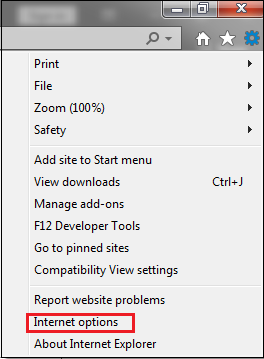 Print
File
Zoom (100%)
Safety
Add site to Start menu
View downloads Ctrl+J
Manage add-ons
F12 Developer Tools
Go to pinned sites
Compatibility View settings
Report website problems
Internet options
About Internet Explorer